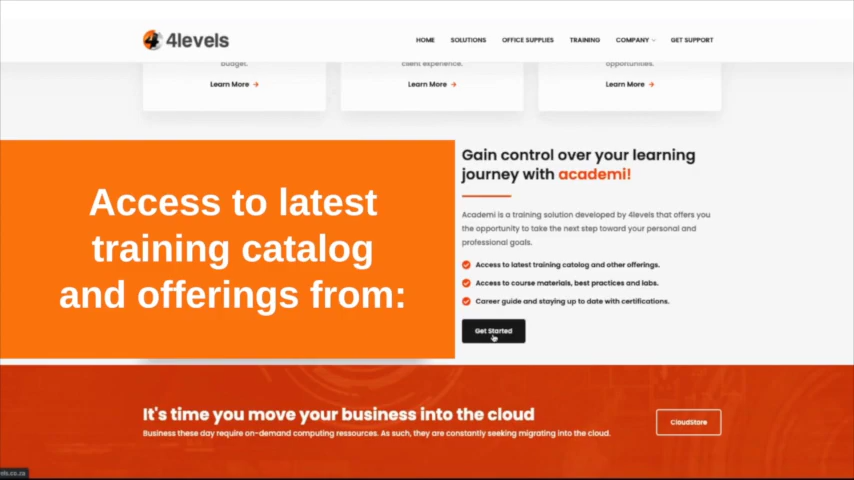 4levels
HOME SOLUTIONS OFFICE SUPPLIES TRAINING COMPANY GET SUPPORT
budget. client experience. opportunities.
Learn More Learn More Learn More
Access to latest
training catalog
and offerings from:
Gain control over your learning
journey with academi!
Academi is a training solution developed by 4levels that offers you
the opportunity to take the next step toward your personal and
professional goals.
Access to latest training catolog and other offerings.
Access to course materials, best practices and labs.
Career guide and staying up to date with certifications.
Get Started
It's time you move your business into the cloud
Business these day require on-demand computing ressources. As such, they are constantly seeking migrating into the cloud.
CloudStore